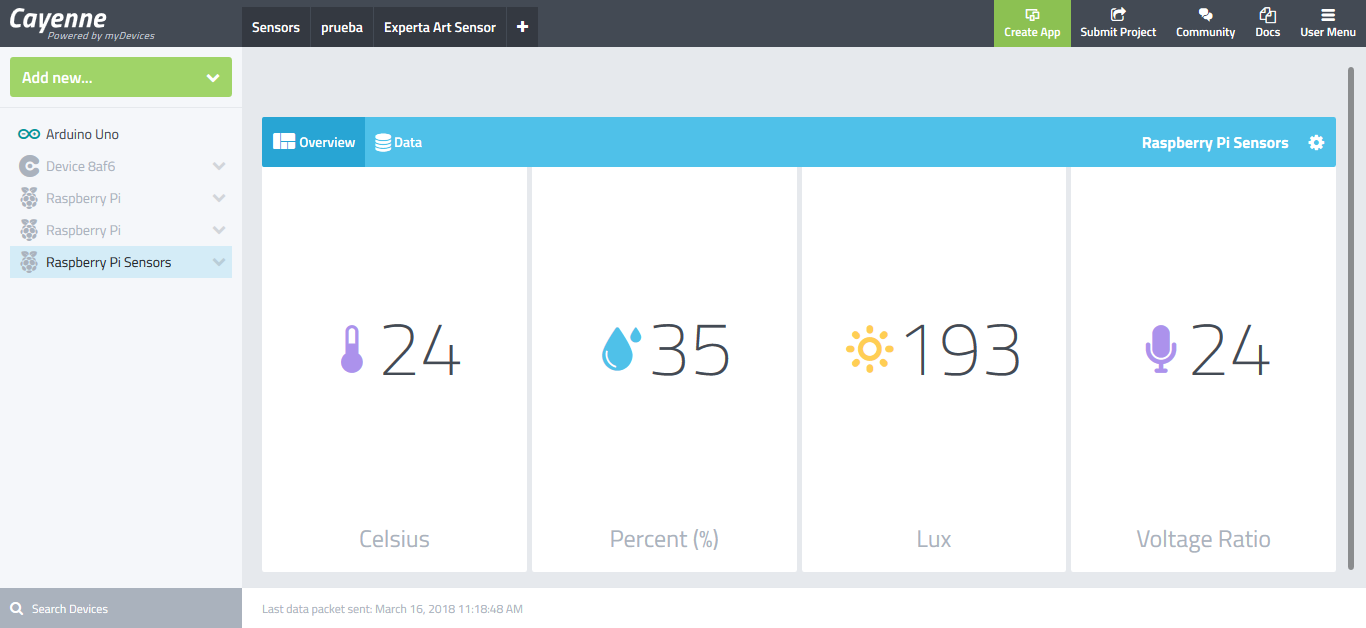 Cayenne
Powered by myDevices
Sensors
prueba
Experta Art Sensor
+
Create App
Submit Project
Community
Docs
User Menu
Add new...
Arduino Uno
Device 8af6
Raspberry Pi
Raspberry Pi
Raspberry Pi Sensors
Search Devices
Overview
Data
Raspberry Pi Sensors
24
Celsius
35
Percent (%)
193
Lux
24
Voltage Ratio
Last data packet sent: March 16, 2018 11:18:48 AM